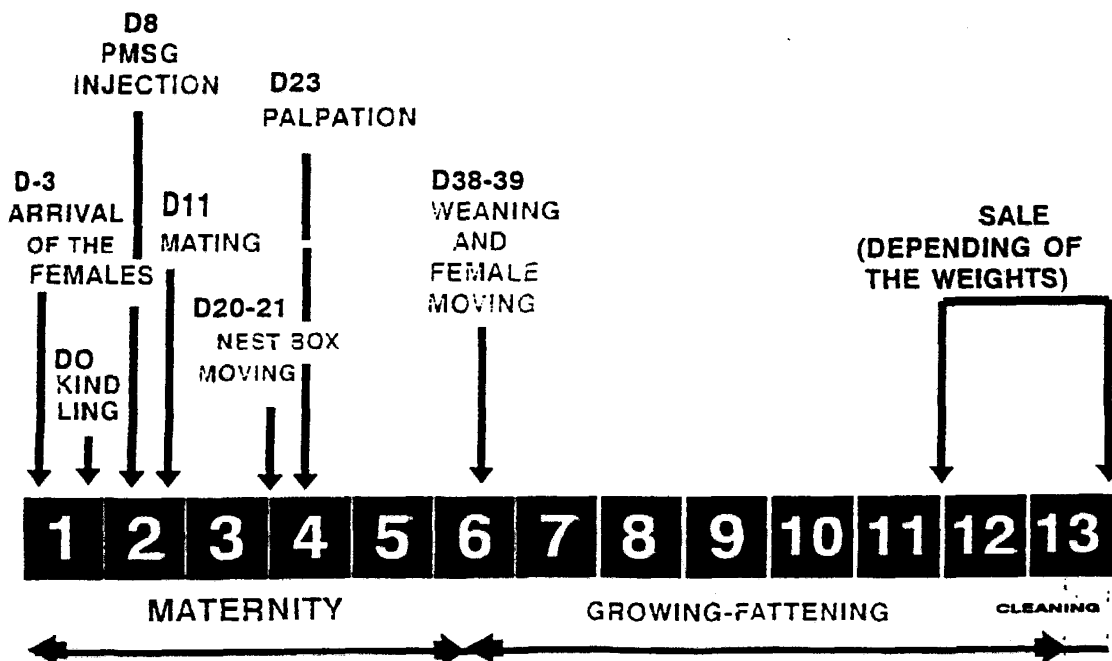 D8
PMSG
INJECTION
D23
PALPATION
D-3
ARRIVAL
OF THE
FEMALES
D11
MATING
D38-39
WEANING
AND
FEMALE
MOVING
SALE
(DEPENDING OF
THE WEIGHTS)
D20-21
NEST BOX
MOVING
DO
KIND
LING
1 2 3 4 5 6 7 8 9 10 11 12 13
MATERNITY GROWING-FATTENING CLEANING